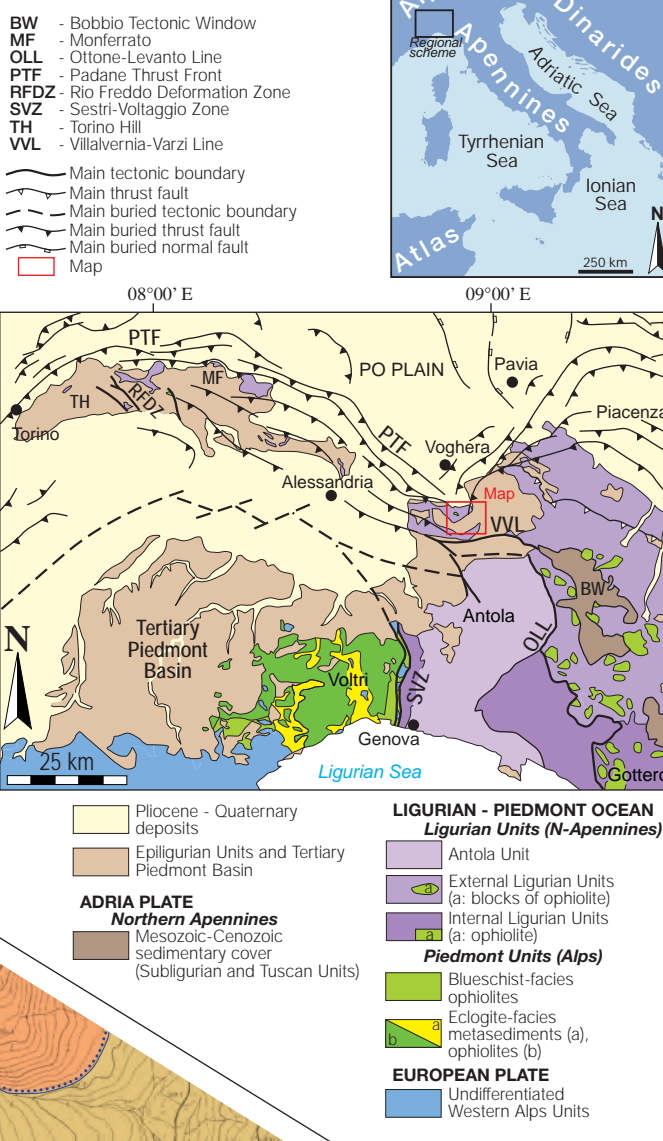 BW - Bobbio Tectonic Window
MF - Monferrato
OLL - Ottone-Levanto Line
PTF - Padane Thrust Front
RFDZ - Rio Freddo Deformation Zone
SVZ - Sestri-Voltaggio Zone
TH - Torino Hill
VVL - Villalvernia-Varzi Line
Main tectonic boundary
Main thrust fault
Main buried tectonic boundary
Main buried thrust fault
Main buried normal fault
Map
Regional
scheme
Apennines
Dinarides
Adriatic Sea
Tyrrhenian
Sea
Ionian
Sea
Atlas
N
250 km
08°00' E
09°00' E
PTF
PO PLAIN
Pavia
MF
TH
RFDZ
Piacenza
Torino
PTF
Voghera
Alessandria
Map
VVL
BW
Antola
Tertiary
Piedmont
Basin
OLL
N
Voltri
SVZ
Genova
25 km
Ligurian Sea
Gottero
Pliocene - Quaternary
deposits
Epiligurian Units and Tertiary
Piedmont Basin
ADRIA PLATE
Northern Apennines
Mesozoic-Cenozoic
sedimentary cover
(Subligurian and Tuscan Units)
LIGURIAN - PIEDMONT OCEAN
Ligurian Units (N-Apennines)
Antola Unit
a
External Ligurian Units
(a: blocks of ophiolite)
a
Internal Ligurian Units
(a: ophiolite)
Piedmont Units (Alps)
Blueschist-facies
ophiolites
a
b
Eclogite-facies
metasediments (a),
ophiolites (b)
EUROPEAN PLATE
Undifferentiated
Western Alps Units